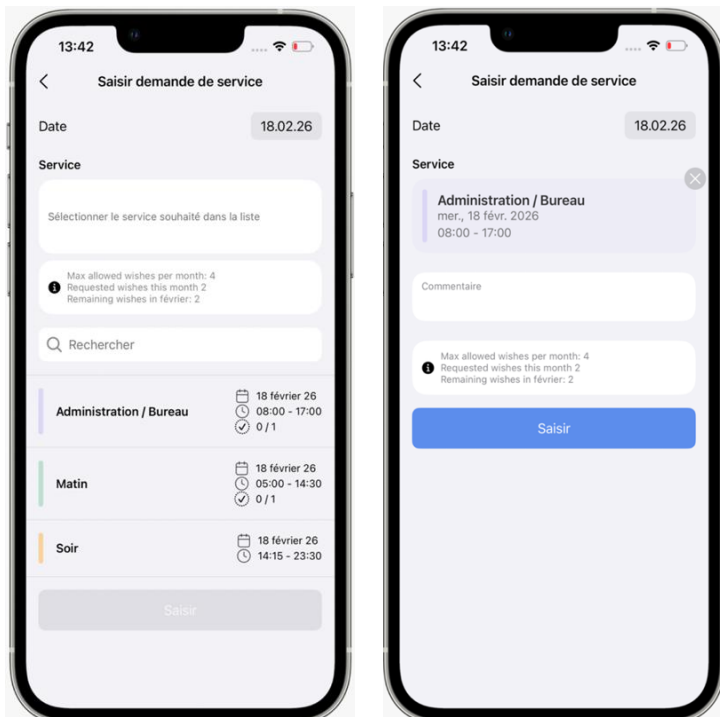 13:42
Saisir demande de service
Date
18.02.26
Service
Sélectionner le service souhaité dans la liste
Max allowed wishes per month: 4
Requested wishes this month 2
Remaining wishes in février: 2
Rechercher
Administration / Bureau
18 février 26
08:00 - 17:00
0 / 1
Matin
18 février 26
05:00 - 14:30
0 / 1
Soir
18 février 26
14:15 - 23:30
Saisir
13:42
Saisir demande de service
Date
18.02.26
Service
Administration / Bureau
mer., 18 févr. 2026
08:00 - 17:00
Commentaire
Max allowed wishes per month: 4
Requested wishes this month 2
Remaining wishes in février: 2
Saisir